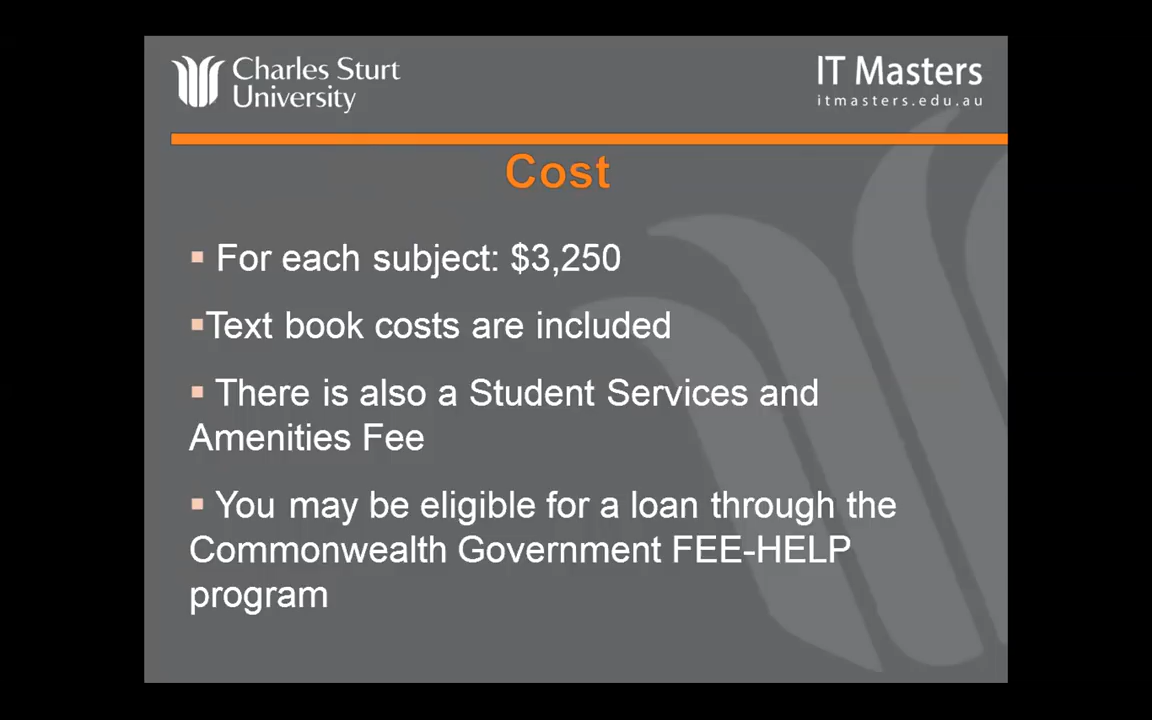 Charles Sturt
University
IT Masters
itmasters.edu.au
Cost
▪ For each subject: $3,250
▪Text book costs are included
▪ There is also a Student Services and
Amenities Fee
▪ You may be eligible for a loan through the
Commonwealth Government FEE-HELP
program